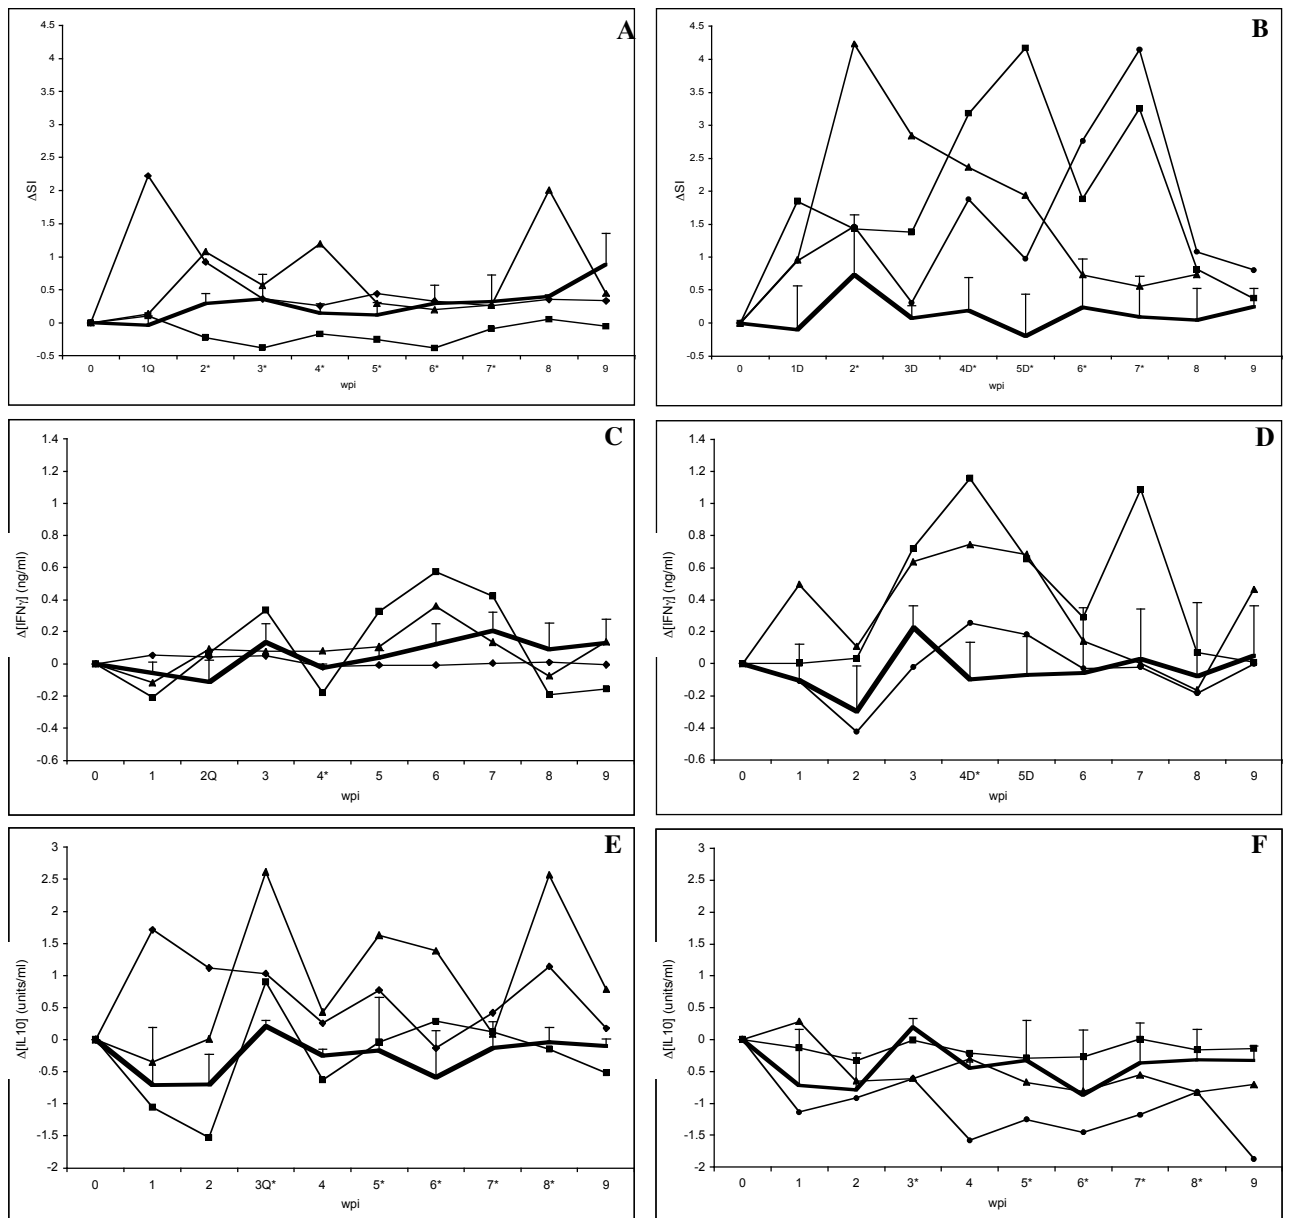 A
4.5
4
3.5
3
2.5
2
1.5
1
0.5
0
-0.5
ΔSI
0 1Q 2* 3* 4* 5* 6* 7* 8 9
wpi
B
4.5
4
3.5
3
2.5
2
1.5
1
0.5
0
-0.5
ΔSI
0 1D 2* 3D 4D* 5D* 6* 7* 8 9
wpi
C
1.4
1.2
1
0.8
0.6
0.4
0.2
0
-0.2
-0.4
-0.6
Δ[IFNγ] (ng/ml)
0 1 2Q 3 4* 5 6 7 8 9
wpi
D
1.4
1.2
1
0.8
0.6
0.4
0.2
0
-0.2
-0.4
-0.6
Δ[IFNγ] (ng/ml)
0 1 2 3 4D* 5D 6 7 8 9
wpi
E
3
2.5
2
1.5
1
0.5
0
-0.5
-1
-1.5
-2
Δ[IL10] (units/ml)
0 1 2 3Q* 4 5* 6* 7* 8* 9
wpi
F
3
2.5
2
1.5
1
0.5
0
-0.5
-1
-1.5
-2
Δ[IL10] (units/ml)
0 1 2 3* 4 5* 6* 7* 8* 9
wpi